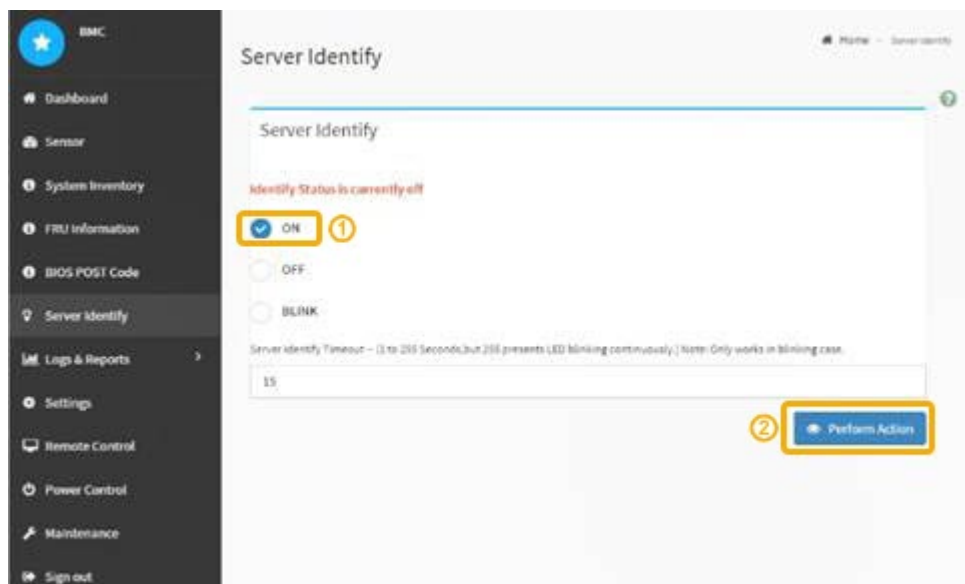 BMC
Home - Server Identify
Server Identify
Dashboard
Sensor
System Inventory
FRU Information
BIOS POST Code
Server Identify
Logs & Reports
Settings
Remote Control
Power Control
Maintenance
Sign out
Server Identify
Identify Status is currently off
ON
1
OFF
BLINK
Server Identify Timeout -- (1 to 255 Seconds,but 255 presents LED blinking continuously.) Note: Only works in blinking case.
15
2
Perform Action